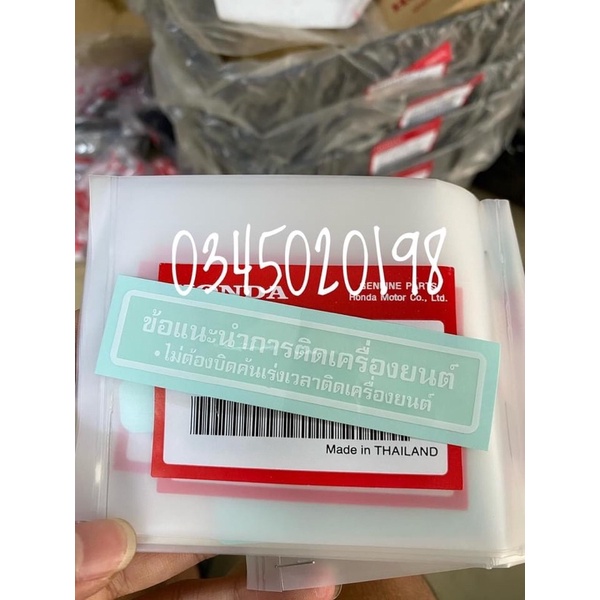 0345020198
HONDA
GENUINE PARTS
Honda Motor Co., Ltd.
ข้อแนะนำการติดเครื่องยนต์
• ไม่ต้องบิดคันเร่งเวลาติดเครื่องยนต์
Made in THAILAND